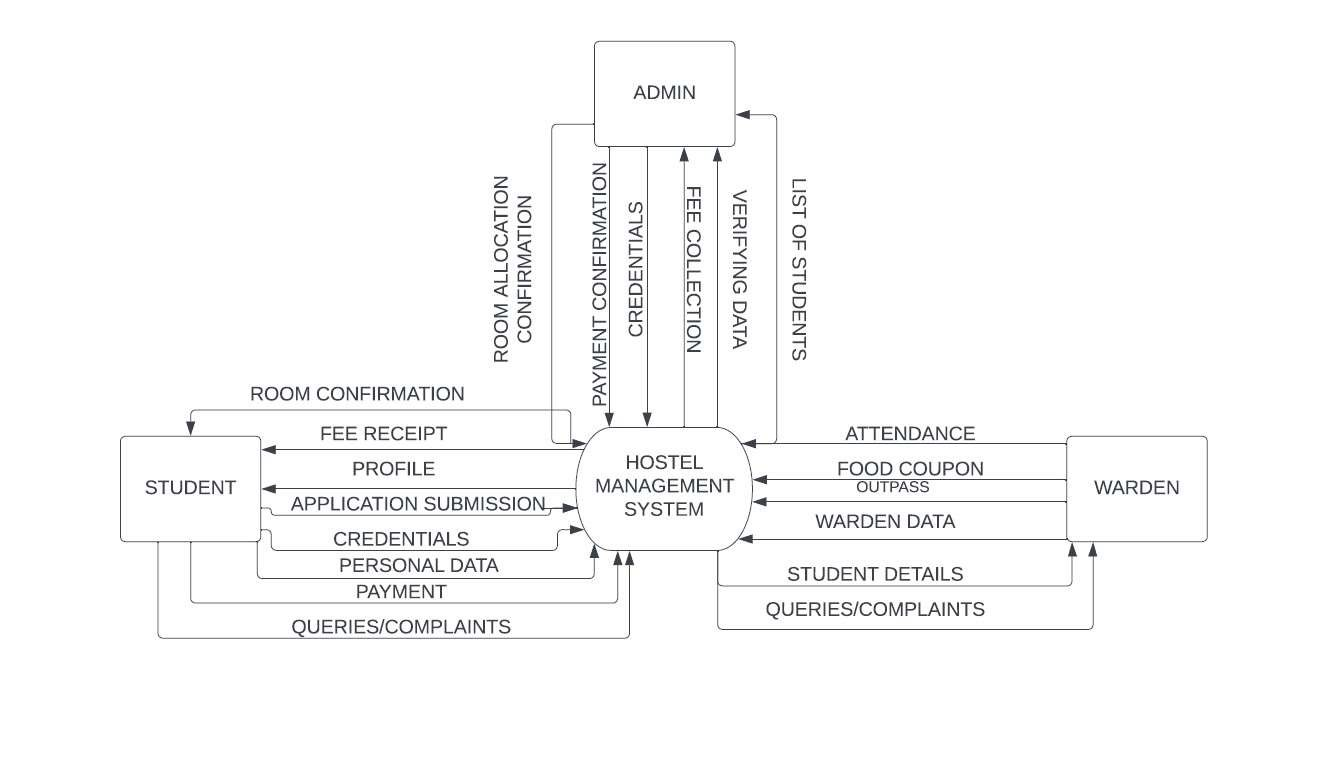 ADMIN
ROOM ALLOCATION
CONFIRMATION
PAYMENT CONFIRMATION
CREDENTIALS
FEE COLLECTION
VERIFYING DATA
LIST OF STUDENTS
ROOM CONFIRMATION
FEE RECEIPT
PROFILE
STUDENT
APPLICATION SUBMISSION
CREDENTIALS
PERSONAL DATA
PAYMENT
QUERIES/COMPLAINTS
HOSTEL
MANAGEMENT
SYSTEM
ATTENDANCE
FOOD COUPON
OUTPASS
WARDEN
WARDEN DATA
STUDENT DETAILS
QUERIES/COMPLAINTS